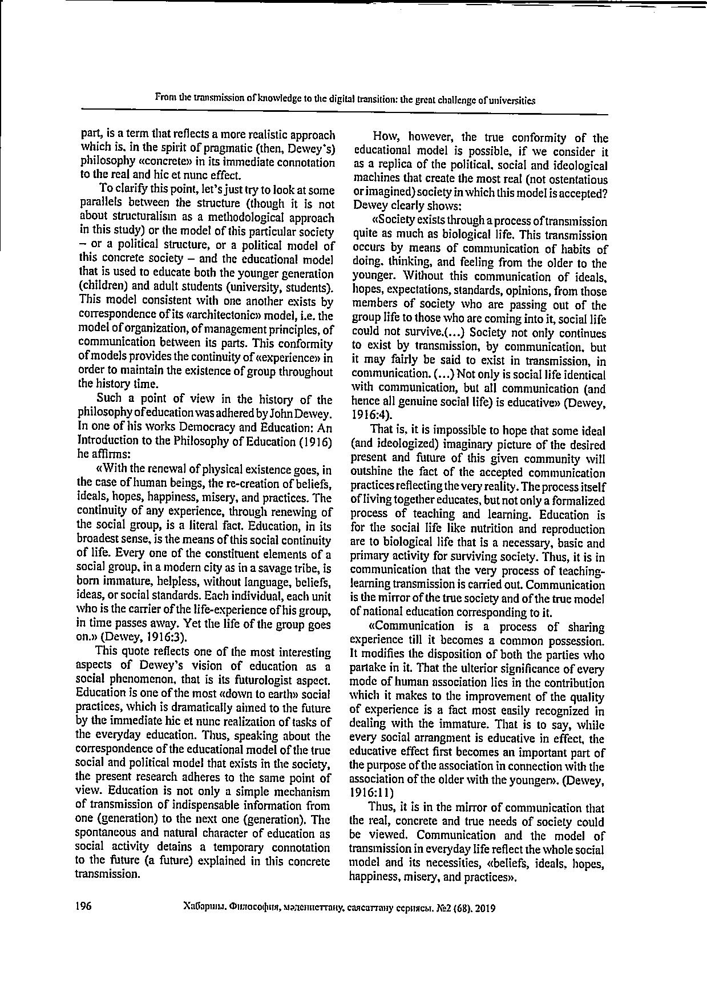 From the transmission of knowledge to the digital transition: the great challenge of universities
part, is a term that reflects a more realistic approach
which is, in the spirit of pragmatic (then, Dewey's)
philosophy «concrete» in its immediate connotation
to the real and hic et nunc effect.
To clarify this point, let's just try to look at some
parallels between the structure (though it is not
about structuralism as a methodological approach
in this study) or the model of this particular society
– or a political structure, or a political model of
this concrete society – and the educational model
that is used to educate both the younger generation
(children) and adult students (university, students).
This model consistent with one another exists by
correspondence of its «architectonic» model, i.e. the
model of organization, of management principles, of
communication between its parts. This conformity
of models provides the continuity of «experience» in
order to maintain the existence of group throughout
the history time.
Such a point of view in the history of the
philosophy of education was adhered by John Dewey.
In one of his works Democracy and Education: An
Introduction to the Philosophy of Education (1916)
he affirms:
«With the renewal of physical existence goes, in
the case of human beings, the re-creation of beliefs,
ideals, hopes, happiness, misery, and practices. The
continuity of any experience, through renewing of
the social group, is a literal fact. Education, in its
broadest sense, is the means of this social continuity
of life. Every one of the constituent elements of a
social group, in a modern city as in a savage tribe, is
born immature, helpless, without language, beliefs,
ideas, or social standards. Each individual, each unit
who is the carrier of the life-experience of his group,
in time passes away. Yet the life of the group goes
on.» (Dewey, 1916:3).
This quote reflects one of the most interesting
aspects of Dewey's vision of education as a
social phenomenon, that is its futurologist aspect.
Education is one of the most «down to earth» social
practices, which is dramatically aimed to the future
by the immediate hic et nunc realization of tasks of
the everyday education. Thus, speaking about the
correspondence of the educational model of the true
social and political model that exists in the society,
the present research adheres to the same point of
view. Education is not only a simple mechanism
of transmission of indispensable information from
one (generation) to the next one (generation). The
spontaneous and natural character of education as
social activity detains a temporary connotation
to the future (a future) explained in this concrete
transmission.
How, however, the true conformity of the
educational model is possible, if we consider it
as a replica of the political, social and ideological
machines that create the most real (not ostentatious
or imagined) society in which this model is accepted?
Dewey clearly shows:
«Society exists through a process of transmission
quite as much as biological life. This transmission
occurs by means of communication of habits of
doing, thinking, and feeling from the older to the
younger. Without this communication of ideals,
hopes, expectations, standards, opinions, from those
members of society who are passing out of the
group life to those who are coming into it, social life
could not survive.(...) Society not only continues
to exist by transmission, by communication, but
it may fairly be said to exist in transmission, in
communication. (...) Not only is social life identical
with communication, but all communication (and
hence all genuine social life) is educative» (Dewey,
1916:4).
That is, it is impossible to hope that some ideal
(and ideologized) imaginary picture of the desired
present and future of this given community will
outshine the fact of the accepted communication
practices reflecting the very reality. The process itself
of living together educates, but not only a formalized
process of teaching and learning. Education is
for the social life like nutrition and reproduction
are to biological life that is a necessary, basic and
primary activity for surviving society. Thus, it is in
communication that the very process of teaching-
learning transmission is carried out. Communication
is the mirror of the true society and of the true model
of national education corresponding to it.
«Communication is a process of sharing
experience till it becomes a common possession.
It modifies the disposition of both the parties who
partake in it. That the ulterior significance of every
mode of human association lies in the contribution
which it makes to the improvement of the quality
of experience is a fact most easily recognized in
dealing with the immature. That is to say, while
every social arrangment is educative in effect, the
educative effect first becomes an important part of
the purpose of the association in connection with the
association of the older with the younger». (Dewey,
1916:11)
Thus, it is in the mirror of communication that
the real, concrete and true needs of society could
be viewed. Communication and the model of
transmission in everyday life reflect the whole social
model and its necessities, «beliefs, ideals, hopes,
happiness, misery, and practices».
196 Хабаршы. Философия, мәдениеттану, саясаттану сериясы. №2 (68). 2019